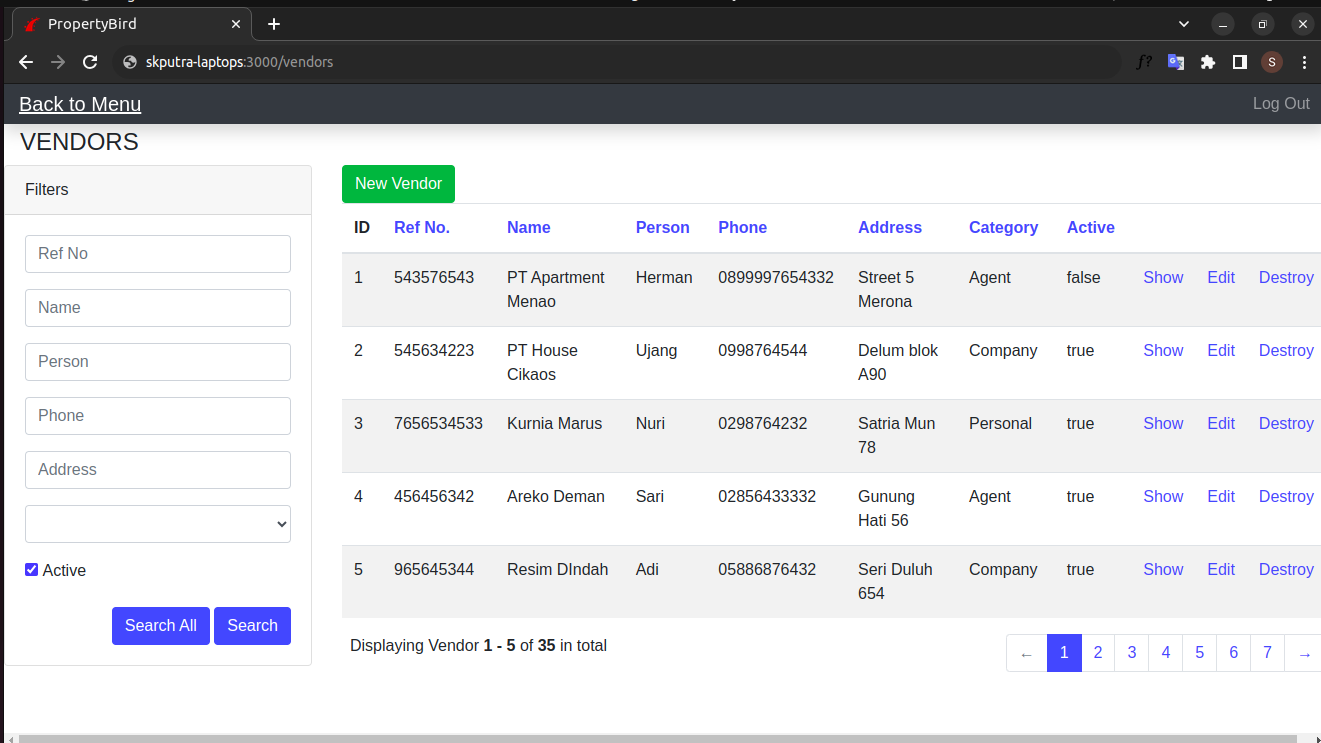 PropertyBird
skputra-laptops:3000/vendors
S
Back to Menu
Log Out
VENDORS
Filters
Ref No
Name
Person
Phone
Address
Active
Search All Search
New Vendor
ID Ref No. Name Person Phone Address Category Active
1 543576543 PT Apartment Herman 0899997654332 Street 5 Agent false Show Edit Destroy
Menao Merona
2 545634223 PT House Ujang 0998764544 Delum blok Company true Show Edit Destroy
Cikaos A90
3 7656534533 Kurnia Marus Nuri 0298764232 Satria Mun Personal true Show Edit Destroy
78
4 456456342 Areko Deman Sari 02856433332 Gunung Agent true Show Edit Destroy
Hati 56
5 965645344 Resim DIndah Adi 05886876432 Seri Duluh Company true Show Edit Destroy
654
Displaying Vendor 1 - 5 of 35 in total
← 1 2 3 4 5 6 7 →